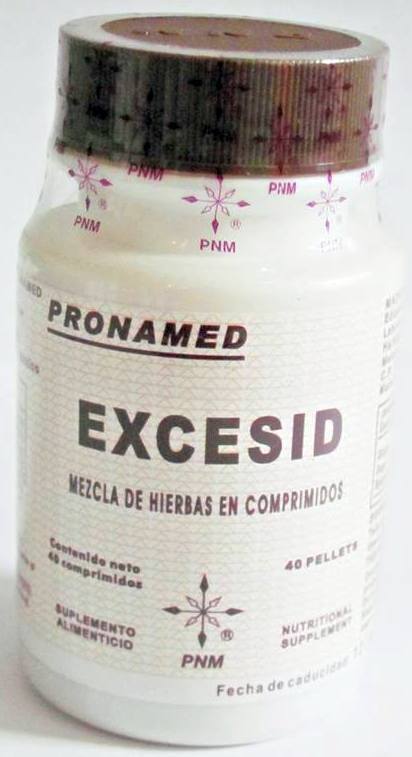 PNM
PNM
PNM
PNM
PRONAMED
EXCESID
MEZCLA DE HIERBAS EN COMPRIMIDOS
Contenido neto
40 comprimidos
40 PELLETS
SUPLEMENTO
ALIMENTICIO
®
PNM
NUTRITIONAL
SUPPLEMENT
Fecha de caducidad